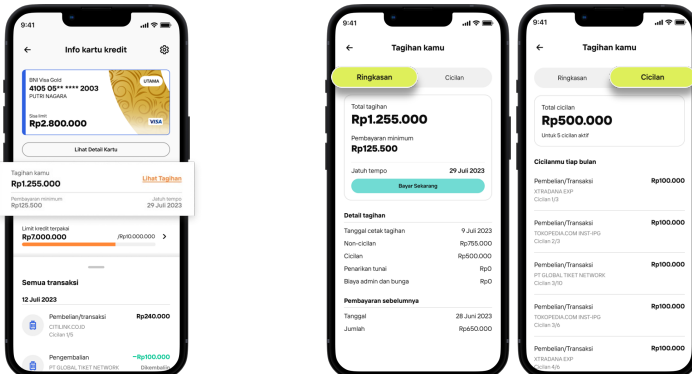 9:41
Info kartu kredit
BNI Visa Gold
UTAMA
4105 05** **** 2003
PUTRI NAGARA
Sisa limit
Rp2.800.000
VISA
Lihat Detail Kartu
Tagihan kamu
Rp1.255.000
Lihat Tagihan
Pembayaran minimum
Jatuh tempo
Rp125.500
29 Juli 2023
Limit kredit terpakai
Rp7.000.000
/Rp10.000.000
Semua transaksi
12 Juli 2023
Pembelian/transaksi
Rp240.000
CITILINK.CO.ID
Cicilan 1/5
Pengembalian
-Rp100.000
PT GLOBAL TIKET NETWORK
Dikembalin
9:41
Tagihan kamu
Ringkasan
Cicilan
Total tagihan
Rp1.255.000
Pembayaran minimum
Rp125.500
Jatuh tempo
29 Juli 2023
Bayar Sekarang
Detail tagihan
Tanggal cetak tagihan
9 Juli 2023
Non-cicilan
Rp755.000
Cicilan
Rp500.000
Penarikan tunai
Rp0
Biaya admin dan bunga
Rp0
Pembayaran sebelumnya
Tanggal
28 Juni 2023
Jumlah
Rp650.000
9:41
Tagihan kamu
Ringkasan
Cicilan
Total cicilan
Rp500.000
Untuk 5 cicilan aktif
Cicilanmu tiap bulan
Pembelian/Transaksi
Rp100.000
XTRADANA EXP
Cicilan 1/3
Pembelian/Transaksi
Rp100.000
TOKOPEDIA.COM INST-IPG
Cicilan 2/3
Pembelian/Transaksi
Rp100.000
PT GLOBAL TIKET NETWORK
Cicilan 3/10
Pembelian/Transaksi
Rp100.000
TOKOPEDIA.COM INST-IPG
Cicilan 3/6
Pembelian/Transaksi
Rp100.000
XTRADANA EXP
Cicilan 4/6